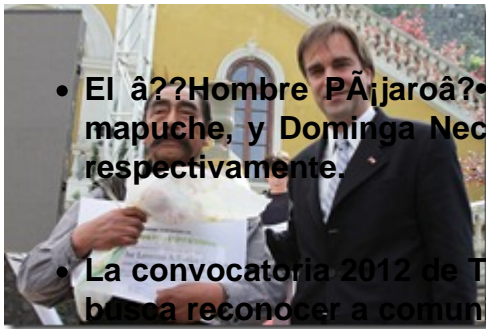 • El â??Hombre PÃ¡jaroâ?•
mapuche, y Dominga Nec
respectivamente.
• La convocatoria 2012 de T
busca reconocer a comun